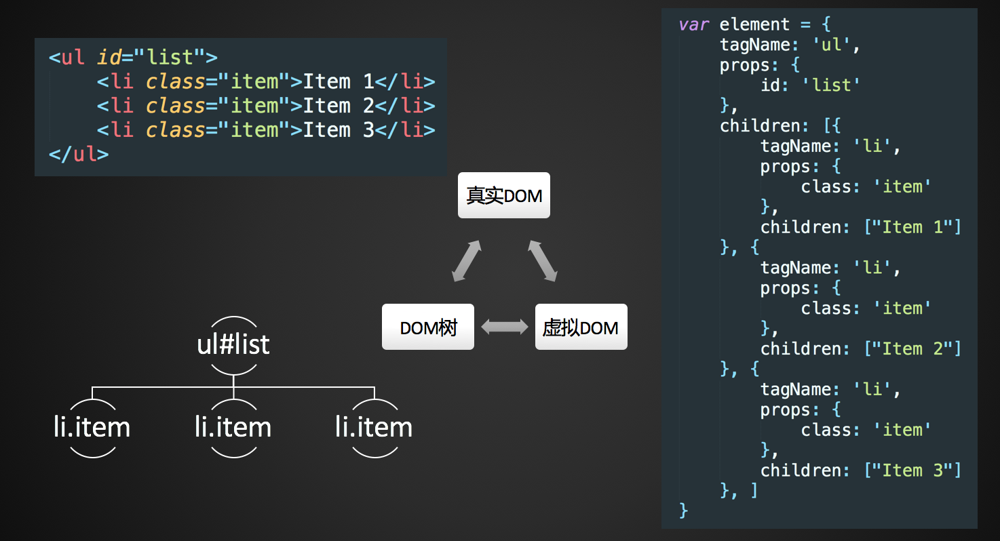 <ul id="list">
    <li class="item">Item 1</li>
    <li class="item">Item 2</li>
    <li class="item">Item 3</li>
</ul>
真实DOM
DOM树
虚拟DOM
ul#list
li.item
li.item
li.item
var element = {
    tagName: 'ul',
    props: {
        id: 'list'
    },
    children: [{
        tagName: 'li',
        props: {
            class: 'item'
        },
        children: ["Item 1"]
    }, {
        tagName: 'li',
        props: {
            class: 'item'
        },
        children: ["Item 2"]
    }, {
        tagName: 'li',
        props: {
            class: 'item'
        },
        children: ["Item 3"]
    }, ]
}